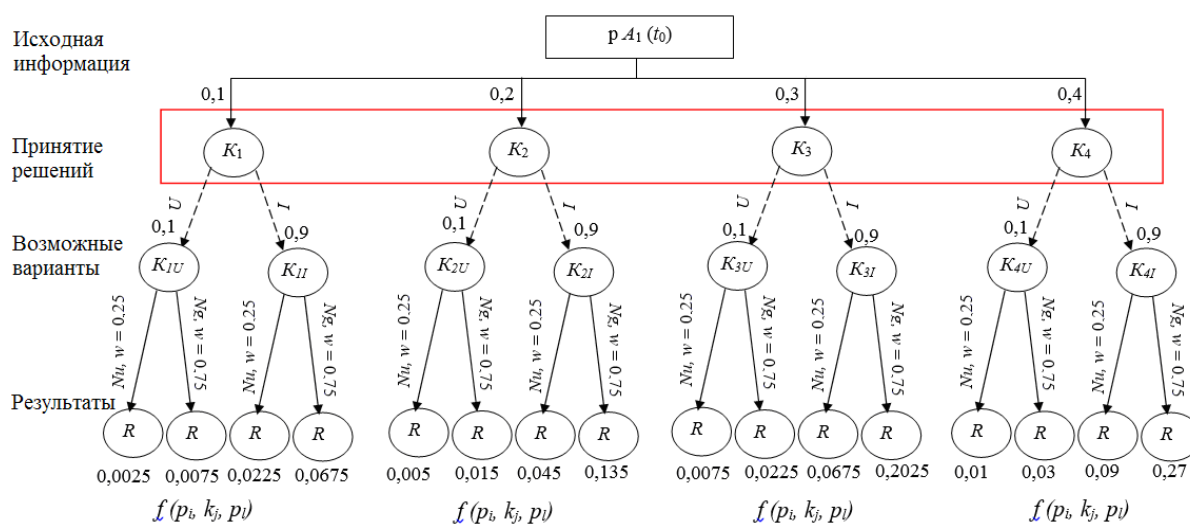 Исходная
информация
p A1 (t0)
0,1 0,2 0,3 0,4
Принятие
решений
K1 K2 K3 K4
U I U I U I U I
0,1 0,9 0,1 0,9 0,1 0,9 0,1 0,9
Возможные
варианты
K1U K1I K2U K2I K3U K3I K4U K4I
Nu, w = 0.25 Ng, w = 0.75 Nu, w = 0.25 Ng, w = 0.75 Nu, w = 0.25 Ng, w = 0.75 Nu, w = 0.25 Ng, w = 0.75 Nu, w = 0.25 Ng, w = 0.75 Nu, w = 0.25 Ng, w = 0.75 Nu, w = 0.25 Ng, w = 0.75 Nu, w = 0.25 Ng, w = 0.75
Результаты
R R R R R R R R R R R R R R R R
0,0025 0,0075 0,0225 0,0675 0,005 0,015 0,045 0,135 0,0075 0,0225 0,0675 0,2025 0,01 0,03 0,09 0,27
f (pi, kj, pl) f (pi, kj, pl) f (pi, kj, pl) f (pi, kj, pl)